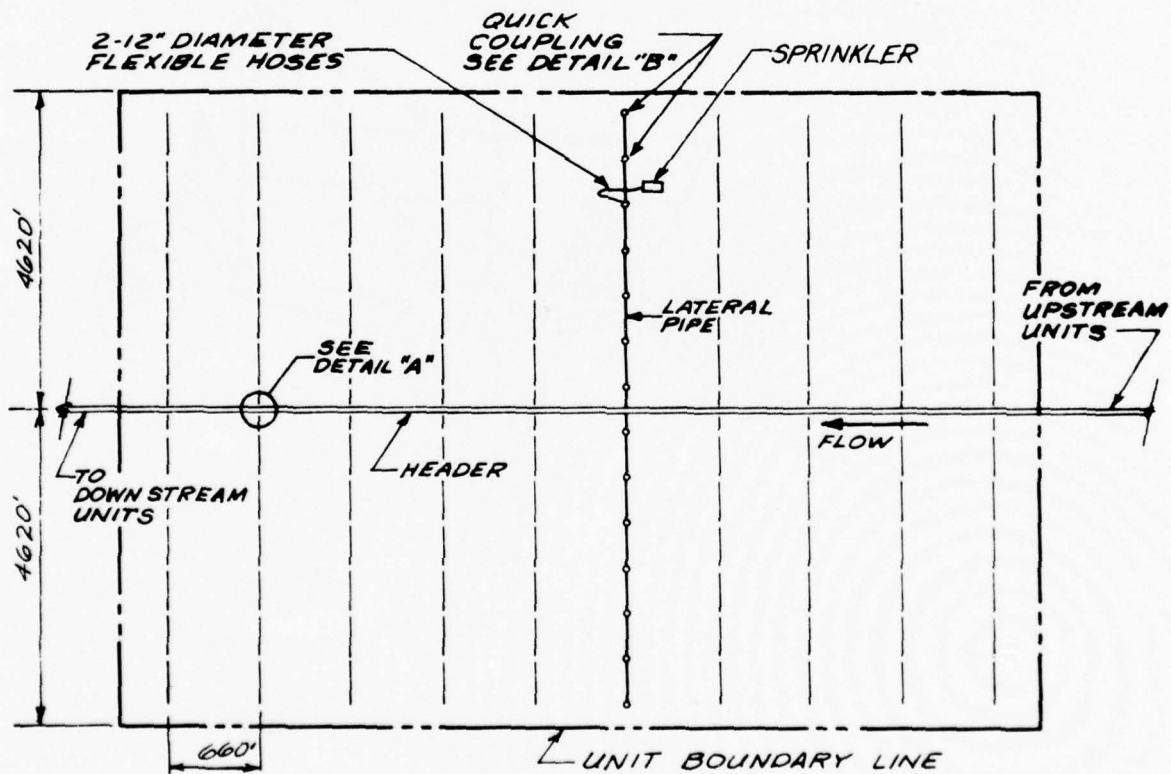 2-12" DIAMETER
FLEXIBLE HOSES
QUICK
COUPLING
SEE DETAIL "B"
SPRINKLER
4620'
LATERAL
PIPE
FROM
UPSTREAM
UNITS
SEE
DETAIL "A"
FLOW
HEADER
TO
DOWN STREAM
UNITS
4620'
660'
UNIT BOUNDARY LINE